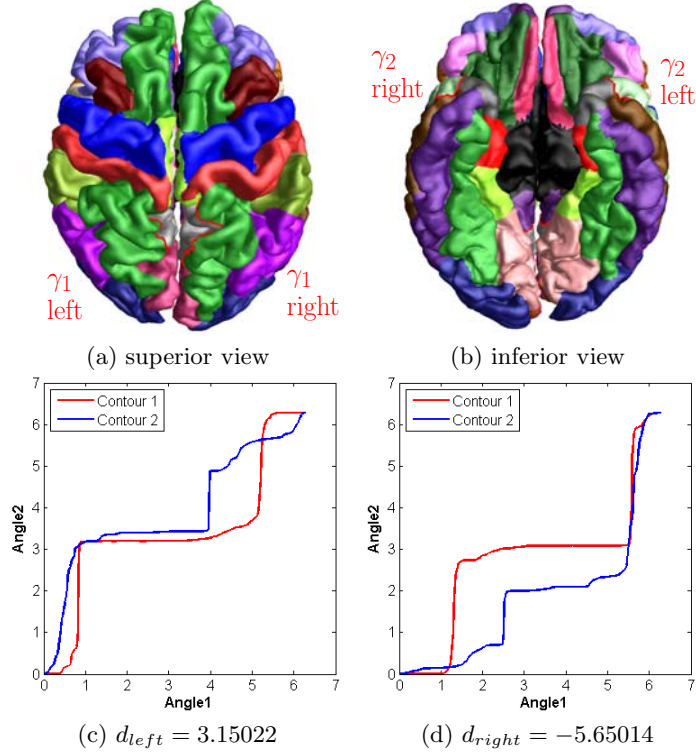 γ2
right
γ2
left
γ1
left
γ1
right
(a) superior view
(b) inferior view
7
6
5
4
3
2
1
0
Angle2
Contour 1
Contour 2
0 1 2 3 4 5 6 7
Angle1
7
6
5
4
3
2
1
0
Angle2
Contour 1
Contour 2
0 1 2 3 4 5 6 7
Angle1
(c) d_left = 3.15022
(d) d_right = −5.65014